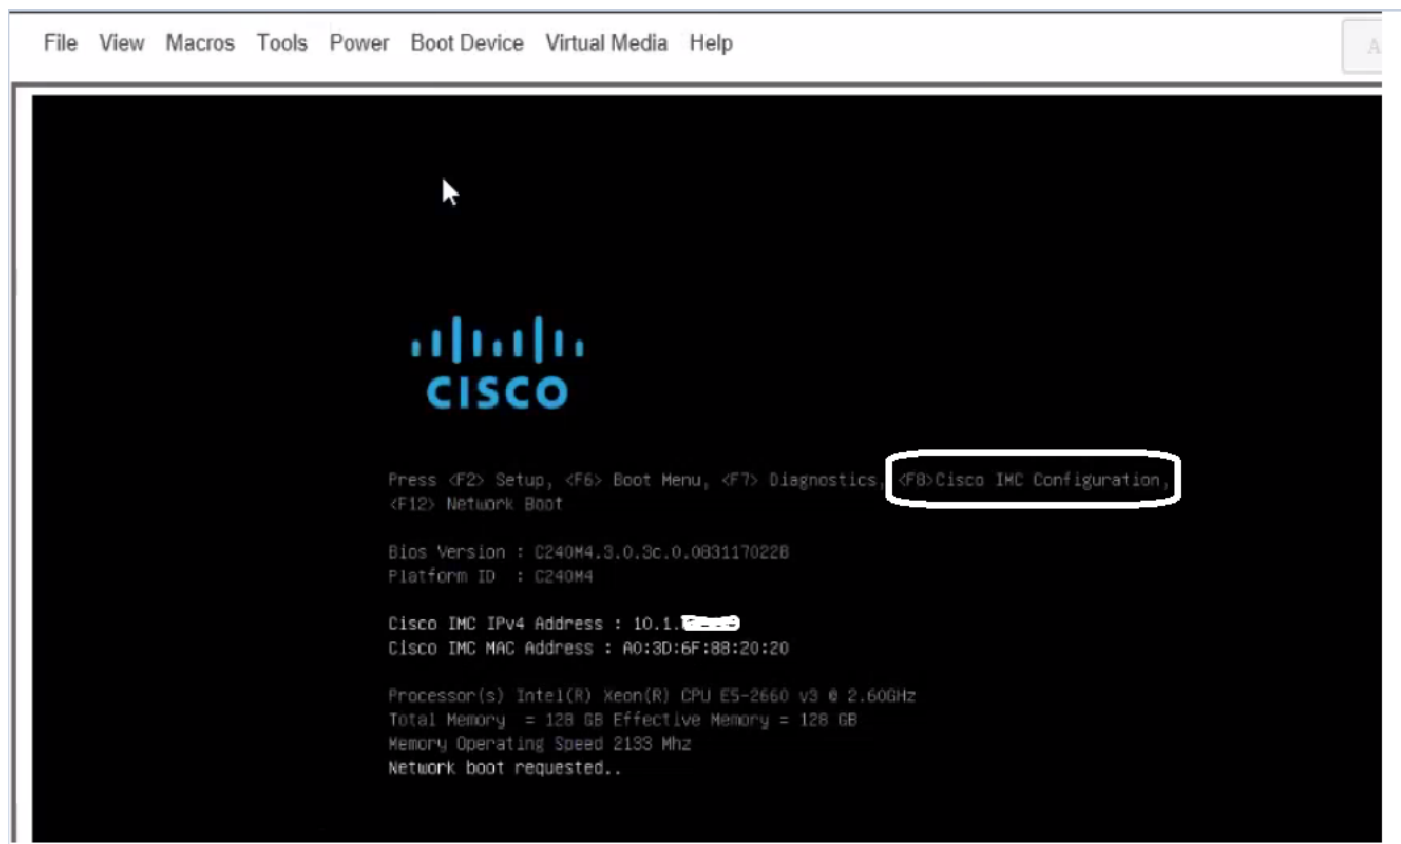 File View Macros Tools Power Boot Device Virtual Media Help A
CISCO
Press <F2> Setup, <F6> Boot Menu, <F7> Diagnostics, <F8>Cisco IMC Configuration,
<F12> Network Boot
Bios Version : C240M4.3.0.3c.0.0831170228
Platform ID : C240M4
Cisco IMC IPv4 Address : 10.1.
Cisco IMC MAC Address : A0:3D:6F:88:20:20
Processor(s) Intel(R) Xeon(R) CPU E5-2660 v3 @ 2.60GHz
Total Memory = 128 GB Effective Memory = 128 GB
Memory Operating Speed 2133 Mhz
Network boot requested..